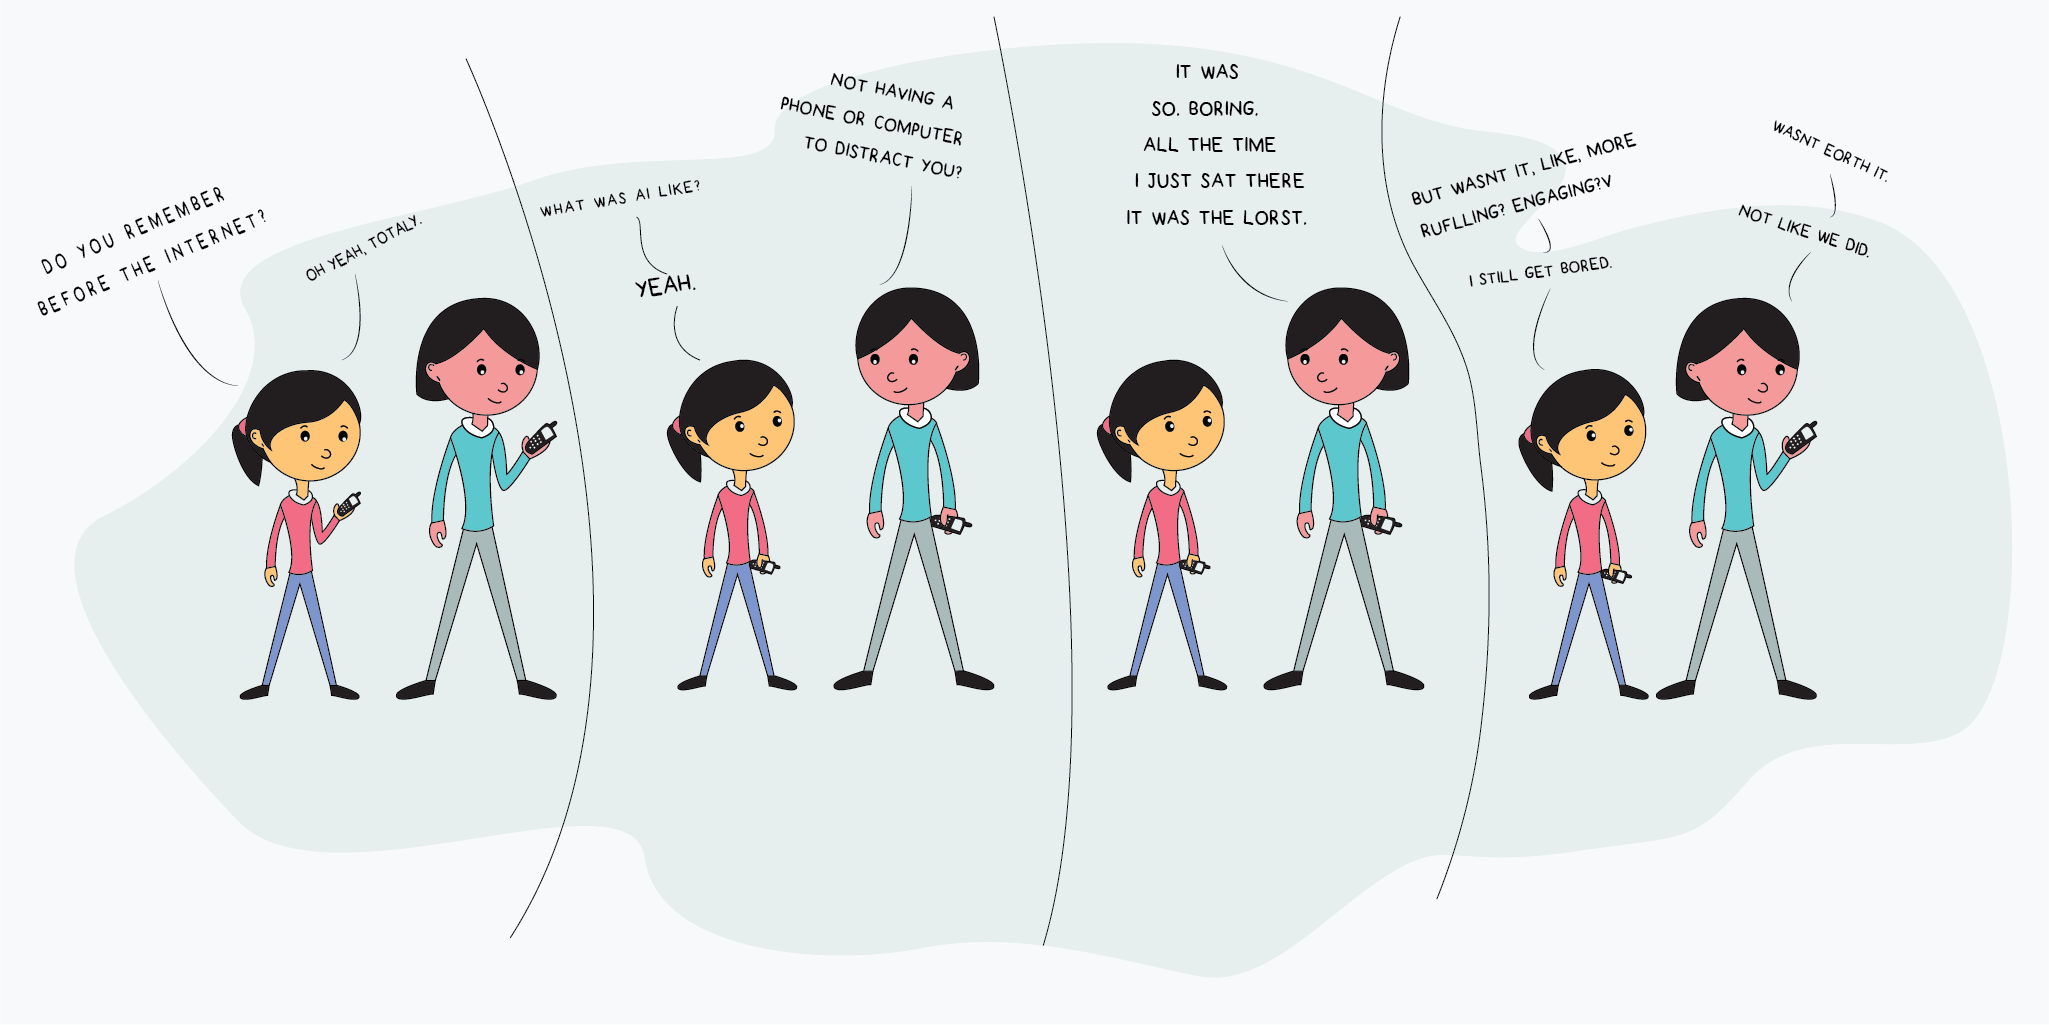 DO YOU REMEMBER
BEFORE THE INTERNET?
OH YEAH, TOTALY.
WHAT WAS AI LIKE?
YEAH.
NOT HAVING A
PHONE OR COMPUTER
TO DISTRACT YOU?
IT WAS
SO. BORING.
ALL THE TIME
I JUST SAT THERE
IT WAS THE LORST.
BUT WASNT IT, LIKE, MORE
RUFLLING? ENGAGING?V
I STILL GET BORED.
WASNT EORTH IT.
NOT LIKE WE DID.